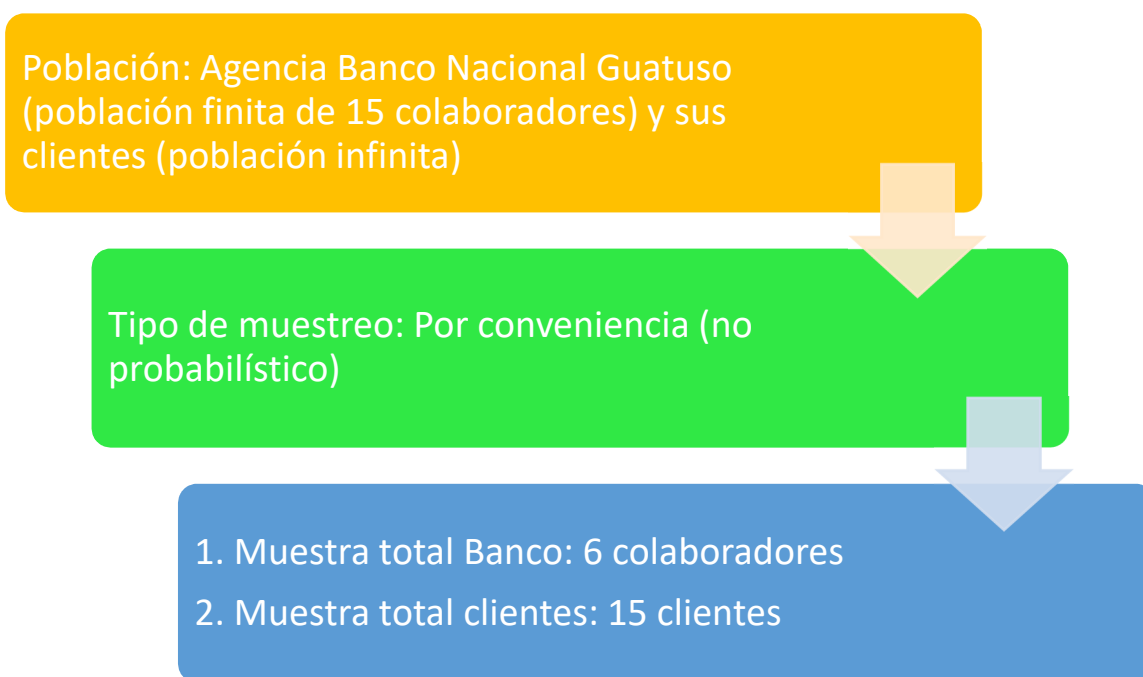 Población: Agencia Banco Nacional Guatuso
(población finita de 15 colaboradores) y sus
clientes (población infinita)
Tipo de muestreo: Por conveniencia (no
probabilístico)
1. Muestra total Banco: 6 colaboradores
2. Muestra total clientes: 15 clientes